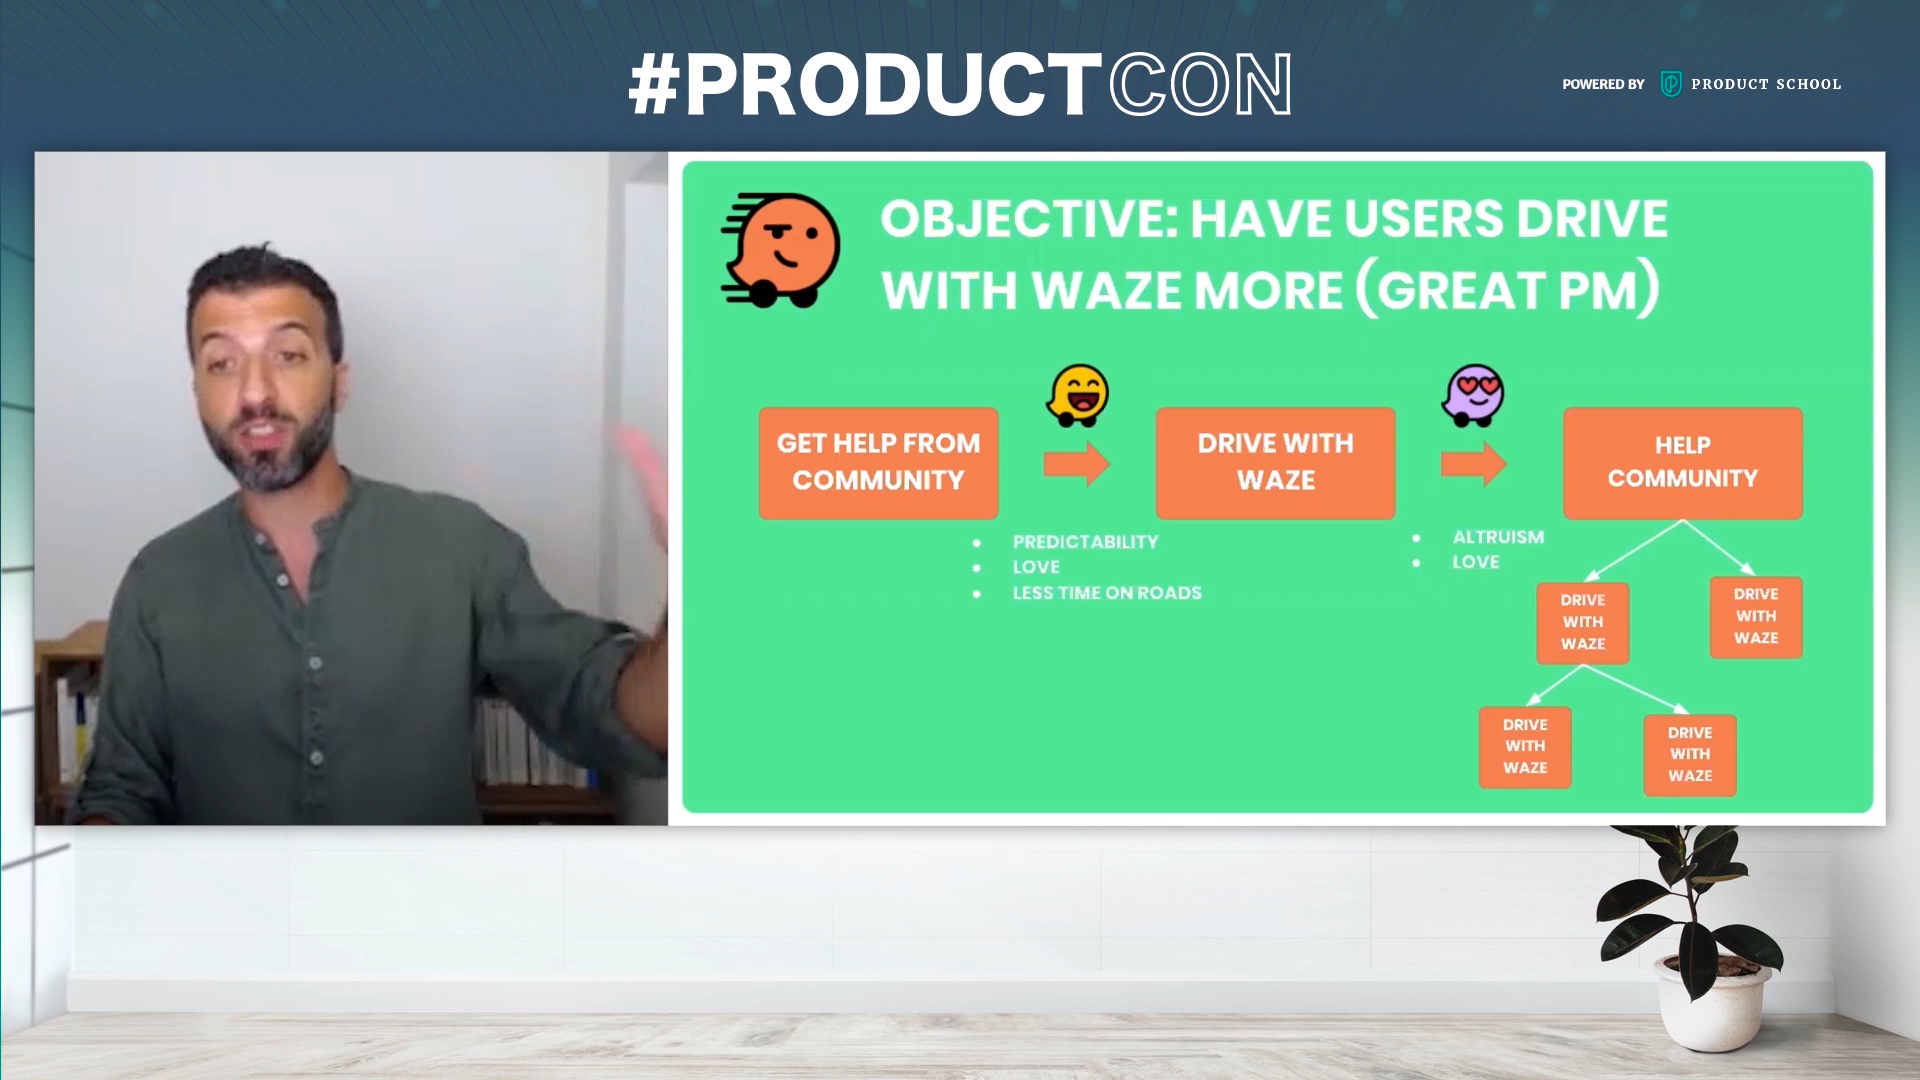 #PRODUCTCON
POWERED BY PRODUCT SCHOOL
OBJECTIVE: HAVE USERS DRIVE
WITH WAZE MORE (GREAT PM)
GET HELP FROM
COMMUNITY
DRIVE WITH
WAZE
HELP
COMMUNITY
• PREDICTABILITY
• LOVE
• LESS TIME ON ROADS
• ALTRUISM
• LOVE
DRIVE
WITH
WAZE
DRIVE
WITH
WAZE
DRIVE
WITH
WAZE
DRIVE
WITH
WAZE